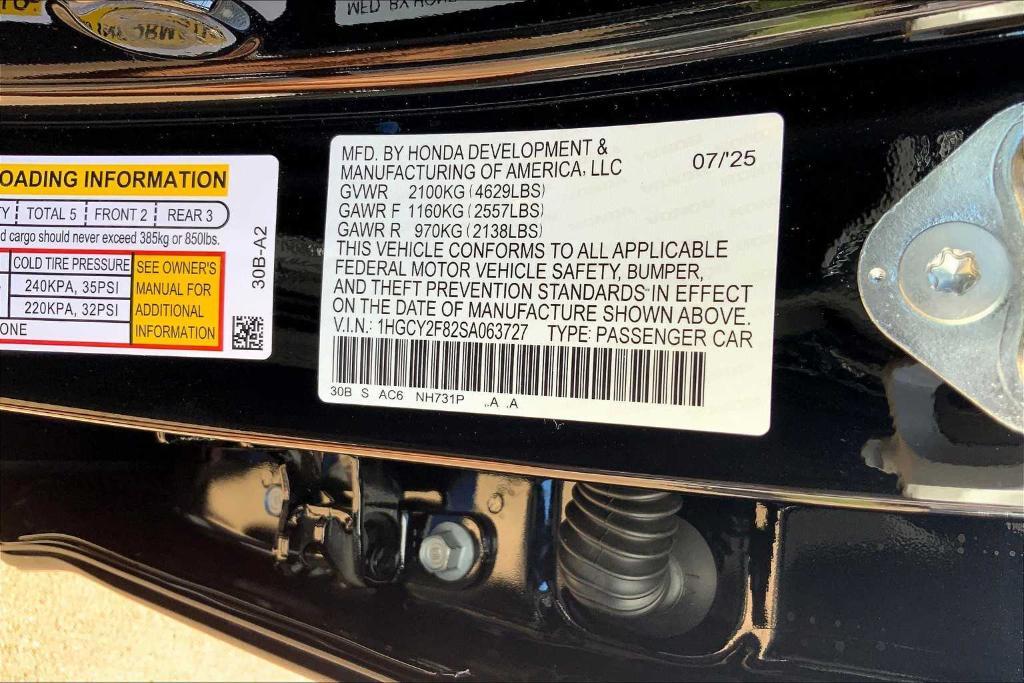 OADING INFORMATION
TY TOTAL 5 FRONT 2 REAR 3
d cargo should never exceed 385kg or 850lbs.
COLD TIRE PRESSURE
240KPA, 35PSI
220KPA, 32PSI
ONE
SEE OWNER'S
MANUAL FOR
ADDITIONAL
INFORMATION
30B-A2
MFD. BY HONDA DEVELOPMENT &
MANUFACTURING OF AMERICA, LLC 07/'25
GVWR 2100KG (4629LBS)
GAWR F 1160KG (2557LBS)
GAWR R 970KG (2138LBS)
THIS VEHICLE CONFORMS TO ALL APPLICABLE
FEDERAL MOTOR VEHICLE SAFETY, BUMPER,
AND THEFT PREVENTION STANDARDS IN EFFECT
ON THE DATE OF MANUFACTURE SHOWN ABOVE.
V.I.N.: 1HGCY2F82SA063727 TYPE: PASSENGER CAR
30B S AC6 NH731P ..A .A